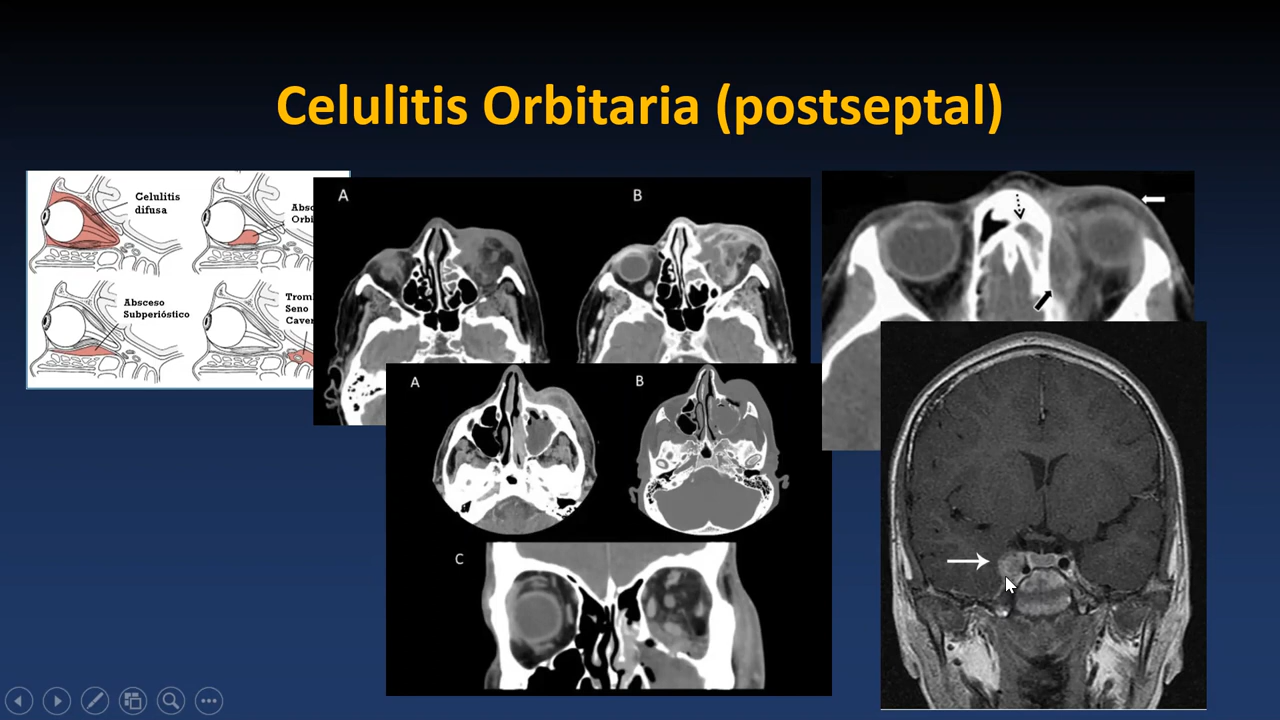 Celulitis Orbitaria (postseptal)
Celulitis
difusa
Absceso
Subperióstico
Seno
A
B
A
B
C